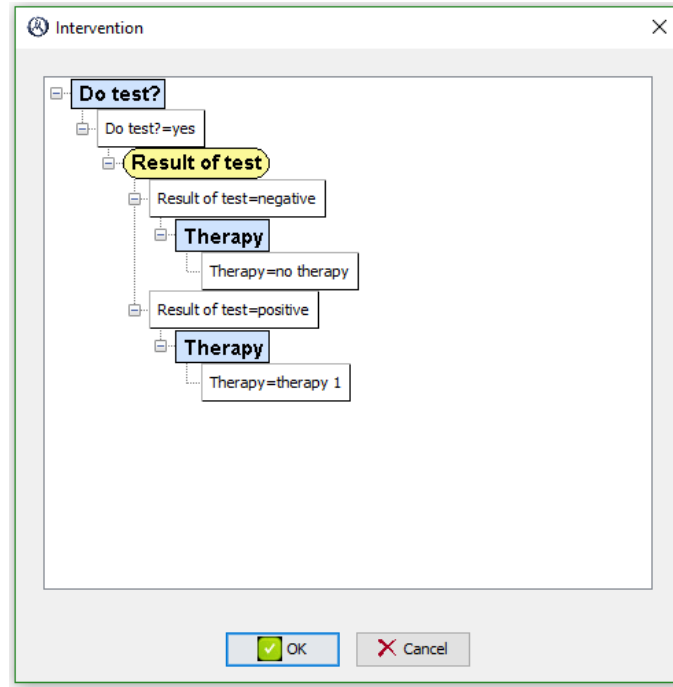 Intervention
Do test?
Do test?=yes
Result of test
Result of test=negative
Therapy
Therapy=no therapy
Result of test=positive
Therapy
Therapy=therapy 1
OK Cancel